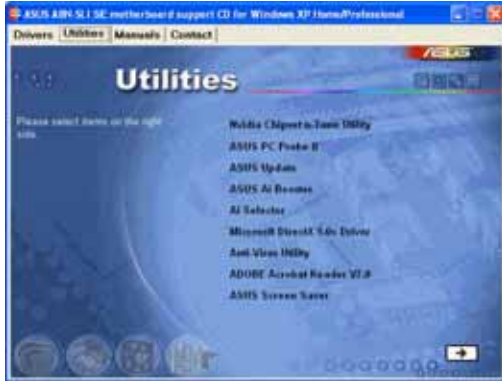 ASUS A8N-SLI SE motherboard support CD for Windows XP Home/Professional
Drivers Utilities Manuals Contact
ASUS
Utilities
Please select items on the right side.
Nvidia Chipset nTune Utility
ASUS PC Probe II
ASUS Update
ASUS Ai Booster
Ai Selector
Microsoft DirectX 9.0c Driver
Anti-Virus Utility
ADOBE Acrobat Reader V7.0
ASUS Screen Saver